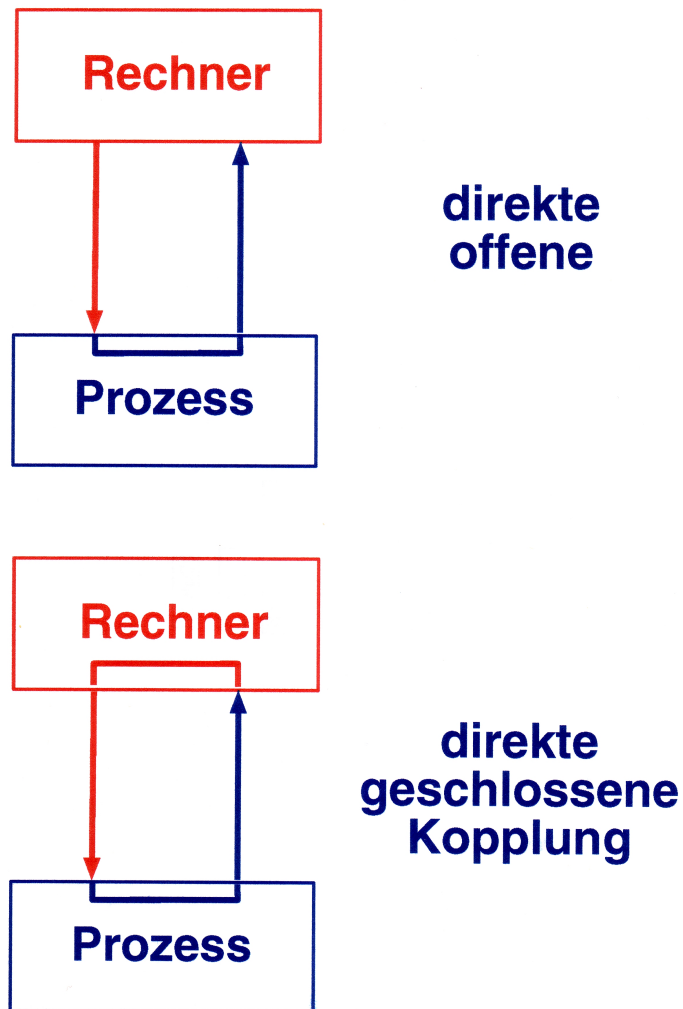 Rechner
direkte
offene
Prozess
Rechner
direkte
geschlossene
Kopplung
Prozess